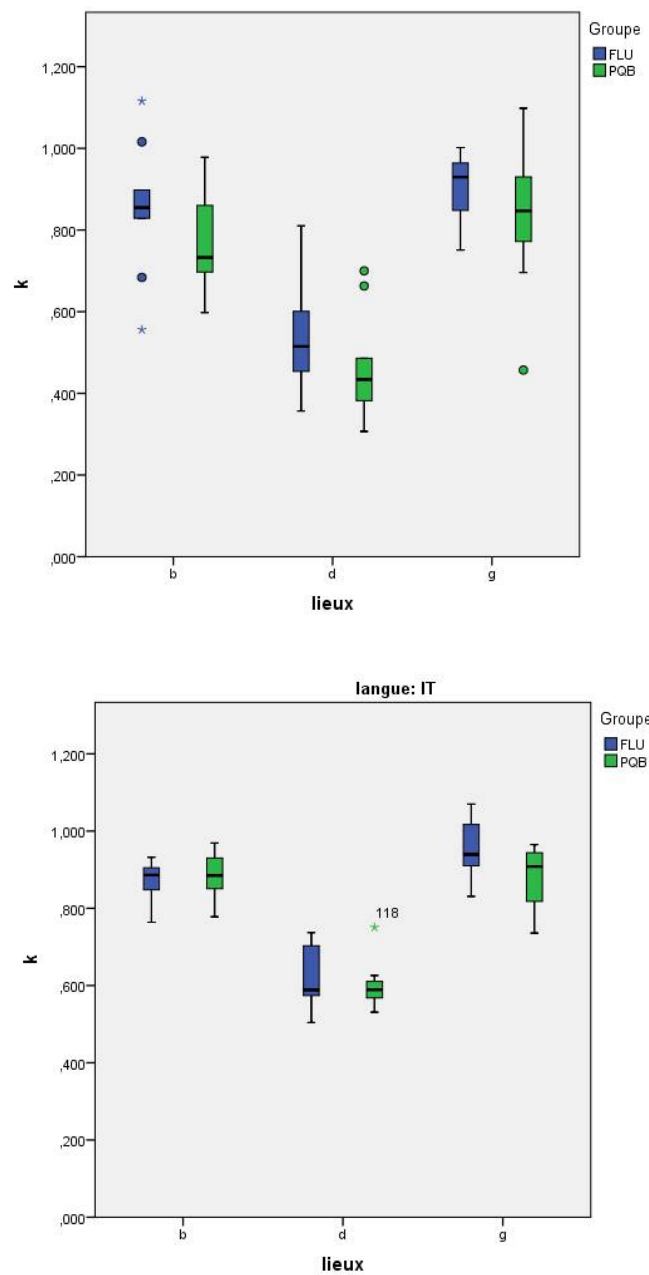 Groupe
FLU
PQB
1,200
1,000
,800
,600
,400
,200
,000
k
b d g
lieux
langue: IT
Groupe
FLU
PQB
1,200
1,000
,800
,600
,400
,200
,000
k
118
b d g
lieux